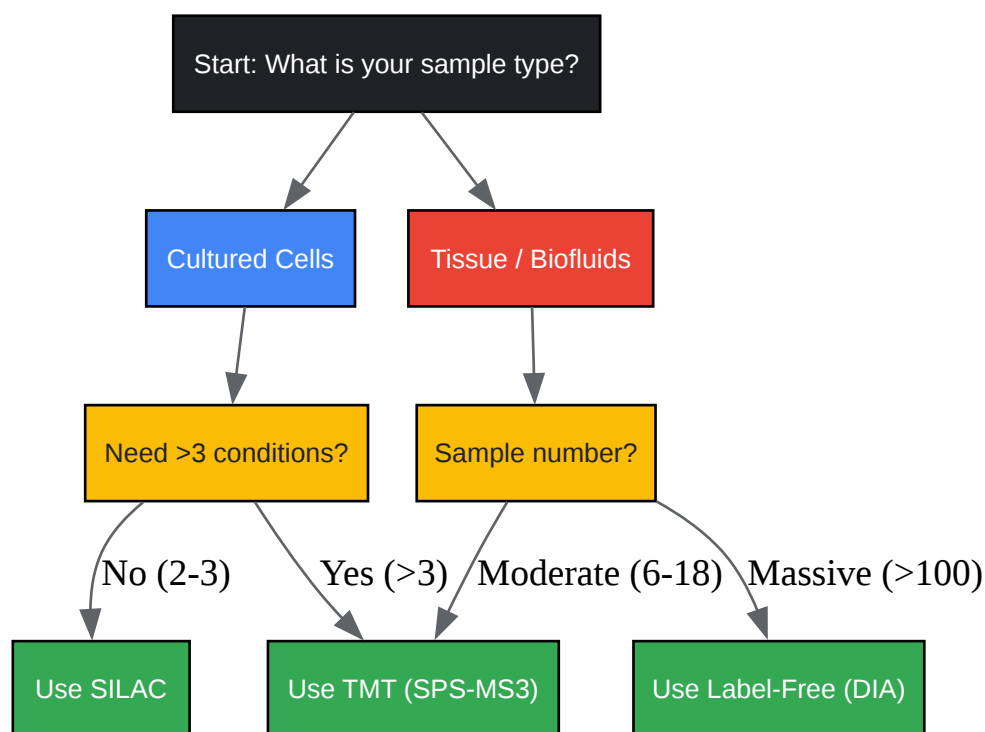 Start: What is your sample type?
Cultured Cells
Tissue / Biofluids
Need >3 conditions?
Sample number?
No (2-3)
Yes (>3)
Moderate (6-18)
Massive (>100)
Use SILAC
Use TMT (SPS-MS3)
Use Label-Free (DIA)